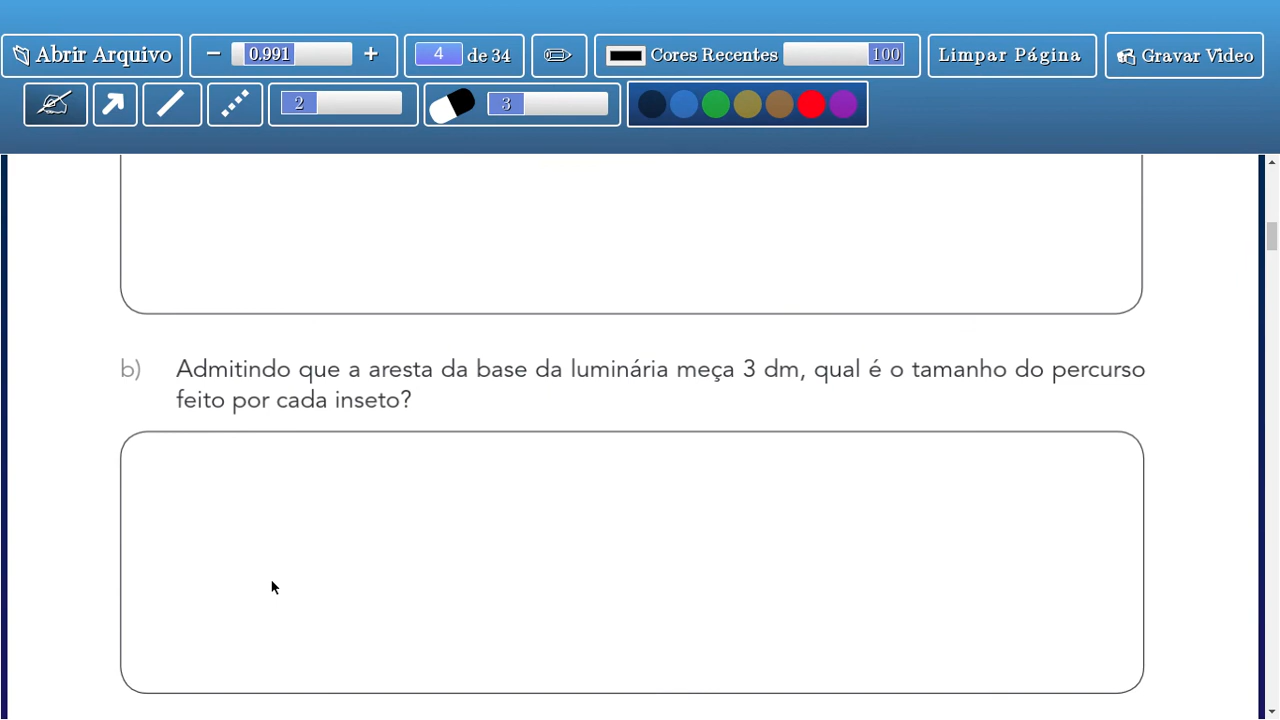 Abrir Arquivo
− 0.991 +
4 de 34
Cores Recentes 100
Limpar Página
Gravar Video
2
3
b) Admitindo que a aresta da base da luminária meça 3 dm, qual é o tamanho do percurso
feito por cada inseto?